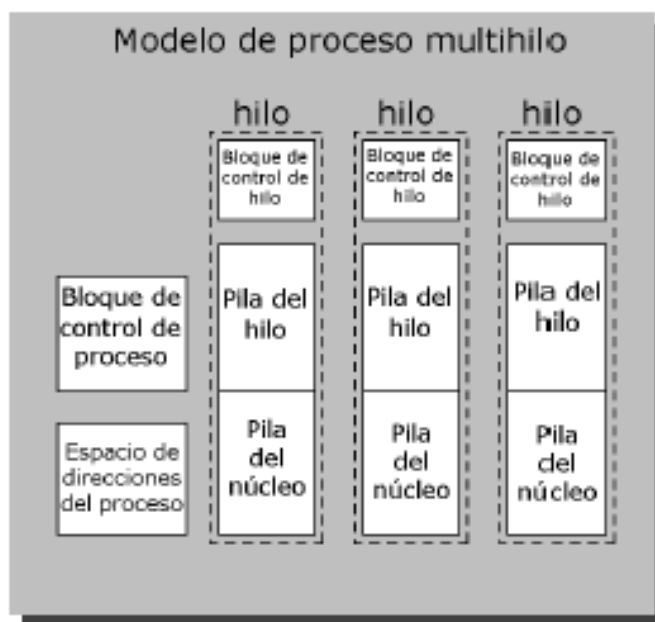 Modelo de proceso multihilo
hilo
hilo
hilo
Bloque de
control de
hilo
Bloque de
control de
hilo
Bloque de
control de
hilo
Bloque de
control de
proceso
Pila del
hilo
Pila del
hilo
Pila del
hilo
Espacio de
direcciones
del proceso
Pila
del
núcleo
Pila
del
núcleo
Pila
del
núcleo